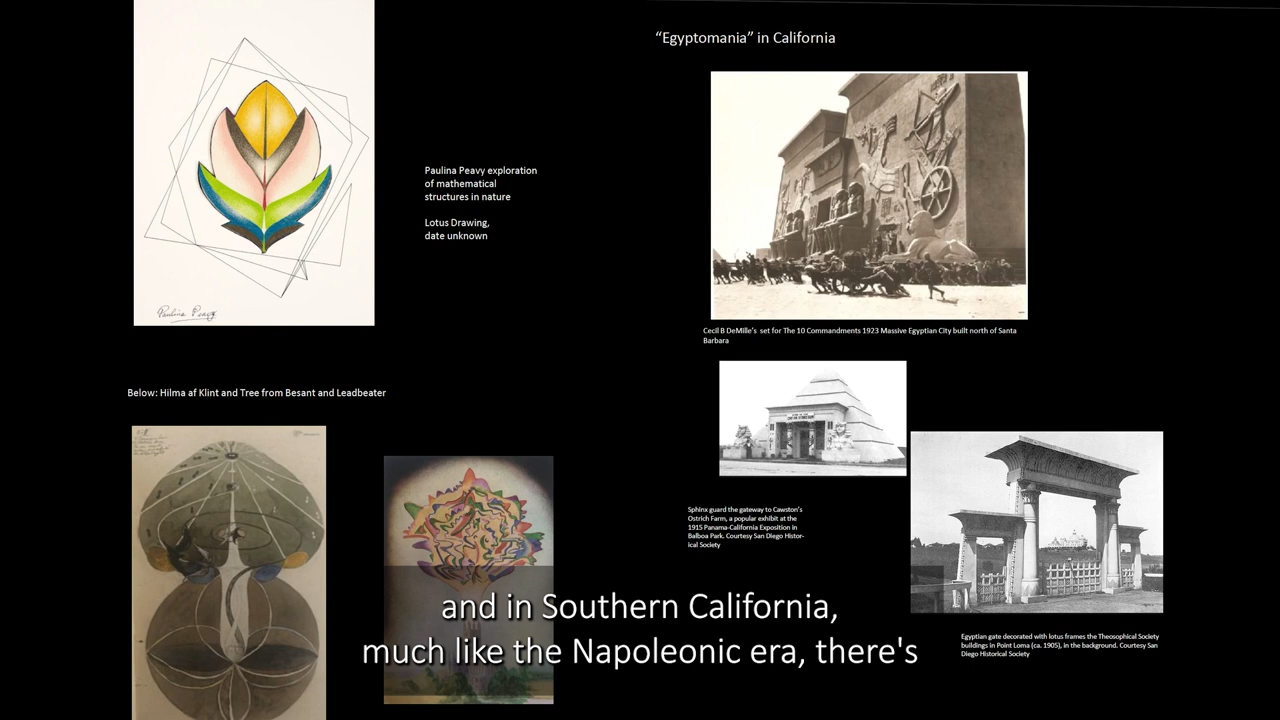 “Egyptomania” in California
Paulina Peavy exploration
of mathematical
structures in nature
Lotus Drawing,
date unknown
Paulina Peavy
Cecil B DeMille's set for The 10 Commandments 1923 Massive Egyptian City built north of Santa
Barbara
Below: Hilma af Klint and Tree from Besant and Leadbeater
Sphinx guard the gateway to Cawston's
Ostrich Farm, a popular exhibit at the
1915 Panama-California Exposition in
Balboa Park. Courtesy San Diego Histor-
ical Society
Egyptian gate decorated with lotus frames the Theosophical Society
buildings in Point Loma (ca. 1905), in the background. Courtesy San
Diego Historical Society
and in Southern California,
much like the Napoleonic era, there's